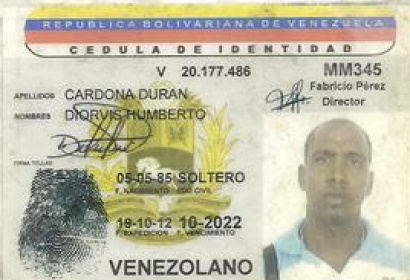 REPUBLICA BOLIVARIANA DE VENEZUELA
CEDULA DE IDENTIDAD
V 20.177.486
MM345
Fabricio Pérez
Director
APELLIDOS CARDONA DURAN
NOMBRES DIORVIS HUMBERTO
FIRMA TITULAR
05-05-85 SOLTERO
F. NACIMIENTO EDO CIVIL
19-10-12 10-2022
F. EXPEDICION F. VENCIMIENTO
VENEZOLANO